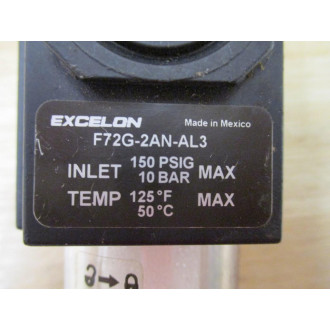 EXCELON Made in Mexico
F72G-2AN-AL3
INLET 150 PSIG 10 BAR MAX
TEMP 125°F 50°C MAX